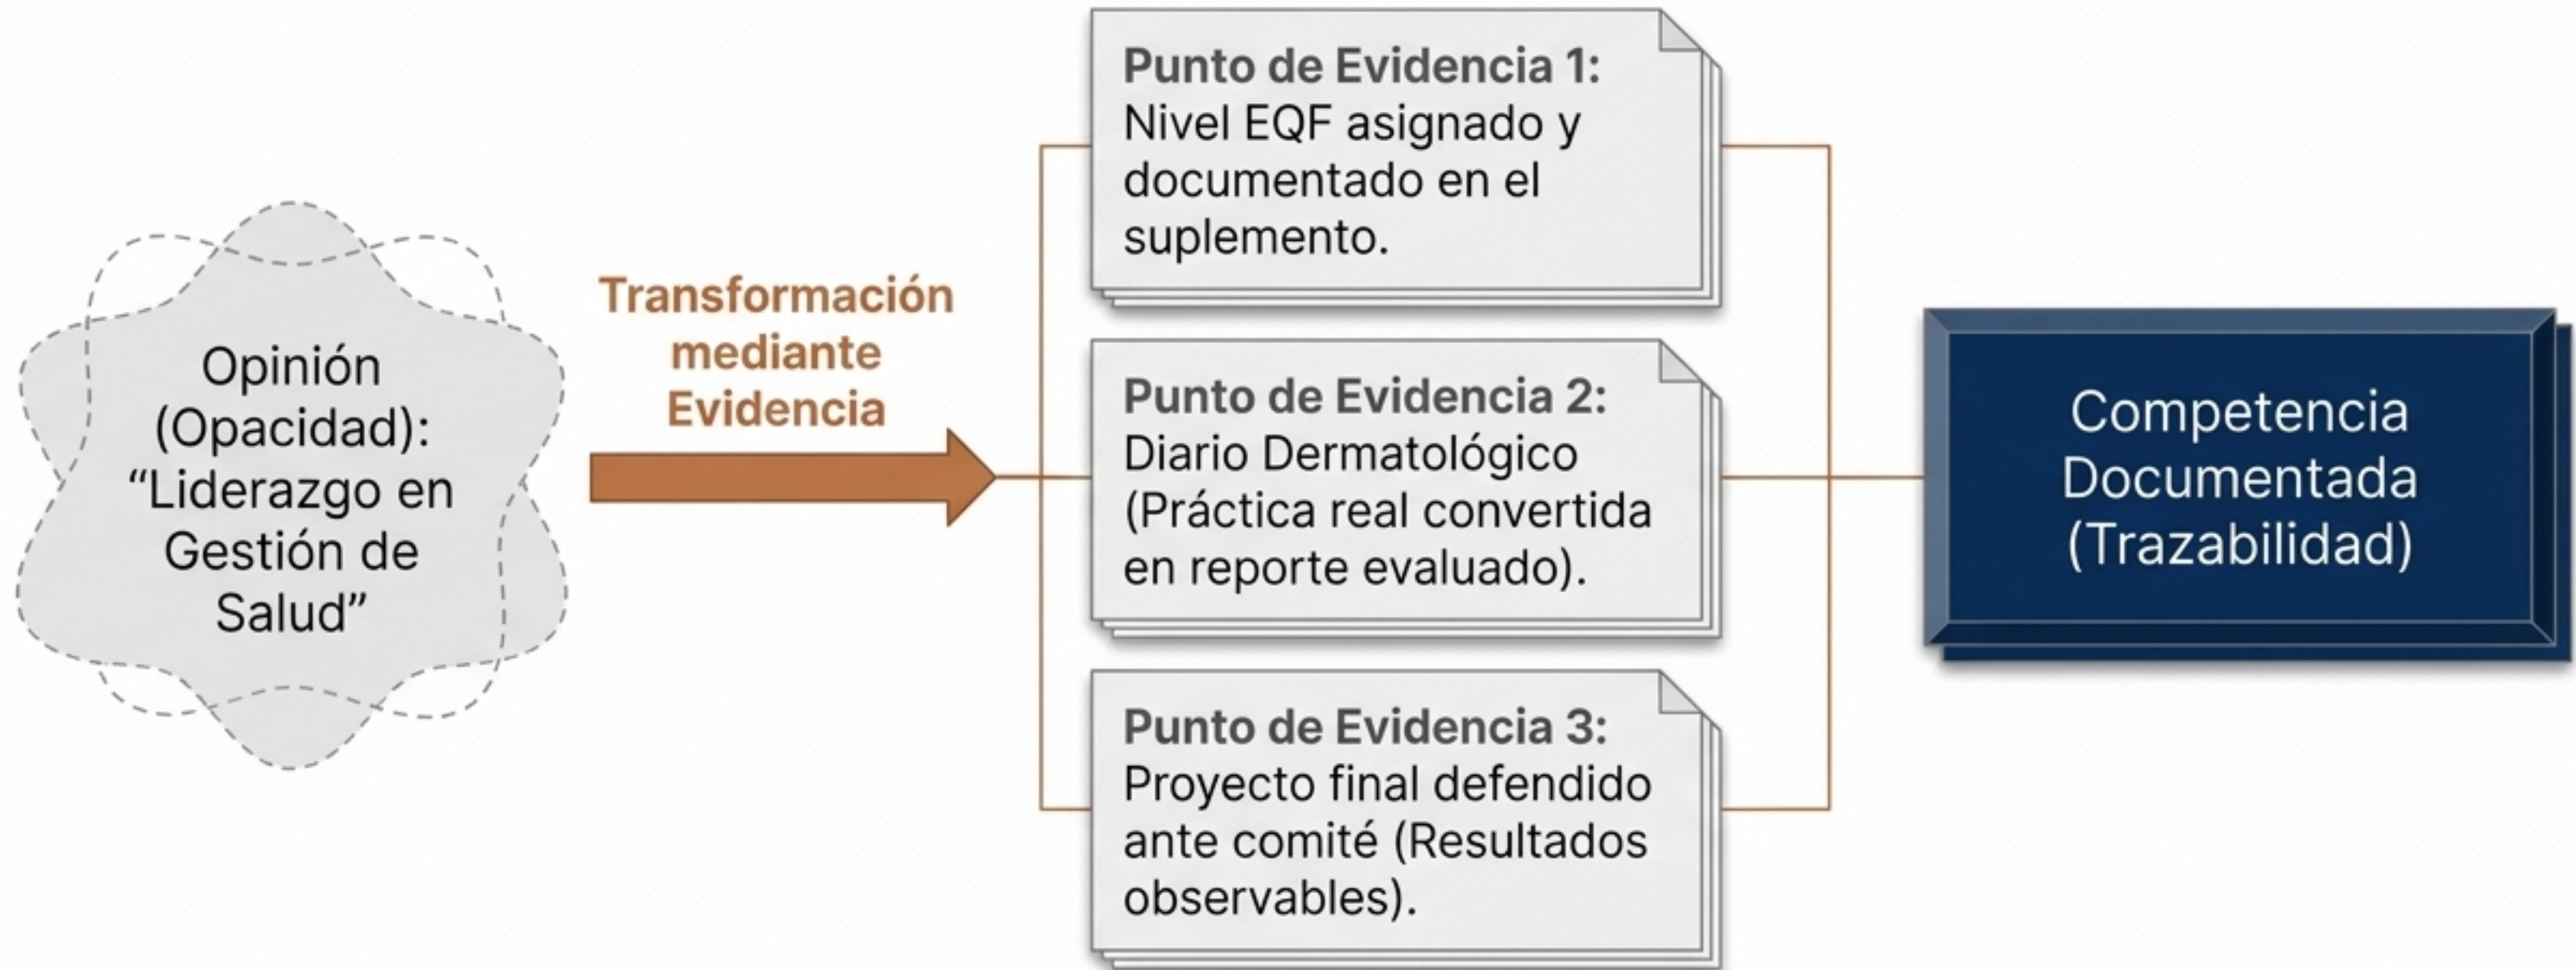 Opinión
(Opacidad):
“Liderazgo en
Gestión de
Salud”
Transformación
mediante
Evidencia
Punto de Evidencia 1:
Nivel EQF asignado y
documentado en el
suplemento.
Punto de Evidencia 2:
Diario Dermatológico
(Práctica real convertida
en reporte evaluado).
Punto de Evidencia 3:
Proyecto final defendido
ante comité (Resultados
observables).
Competencia
Documentada
(Trazabilidad)